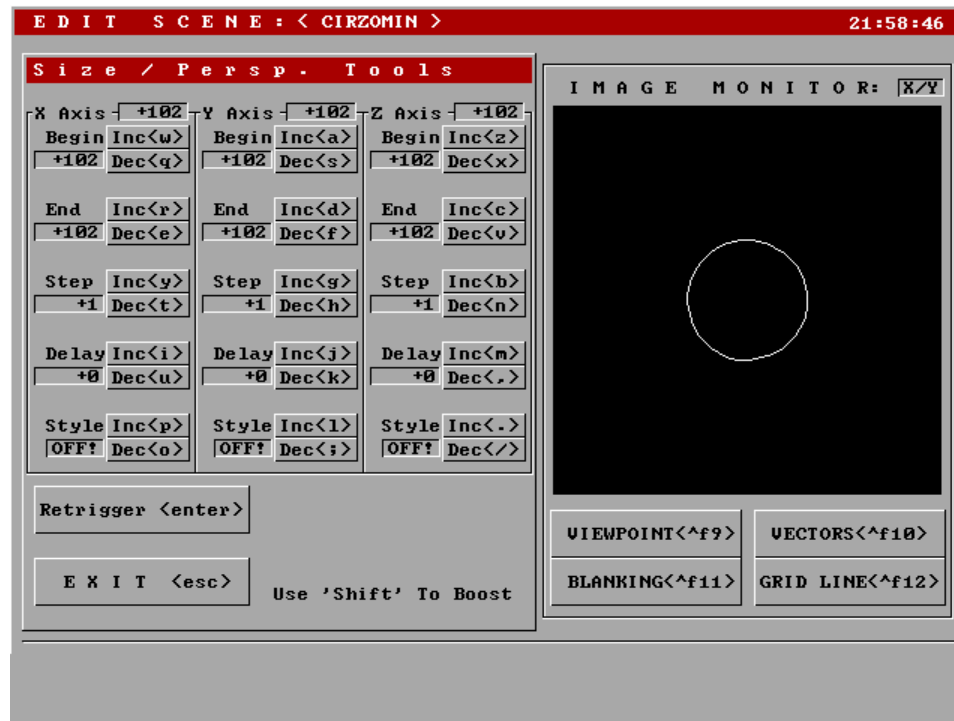 E D I T   S C E N E : < CIRZOMIN >   21:58:46
S i z e / P e r s p .   T o o l s
I M A G E   M O N I T O R: X/Y
X Axis +102 Y Axis +102 Z Axis +102
Begin Inc<w> Begin Inc<a> Begin Inc<z>
+102 Dec<q> +102 Dec<s> +102 Dec<x>
End Inc<r> End Inc<d> End Inc<c>
+102 Dec<e> +102 Dec<f> +102 Dec<v>
Step Inc<y> Step Inc<g> Step Inc<b>
+1 Dec<t> +1 Dec<h> +1 Dec<n>
Delay Inc<i> Delay Inc<j> Delay Inc<m>
+0 Dec<u> +0 Dec<k> +0 Dec<,>
Style Inc<p> Style Inc<l> Style Inc<.>
OFF! Dec<o> OFF! Dec<;> OFF! Dec</>
Retrigger <enter>
E X I T <esc>
Use 'Shift' To Boost
VIEWPOINT<^f9> VECTORS<^f10>
BLANKING<^f11> GRID LINE<^f12>